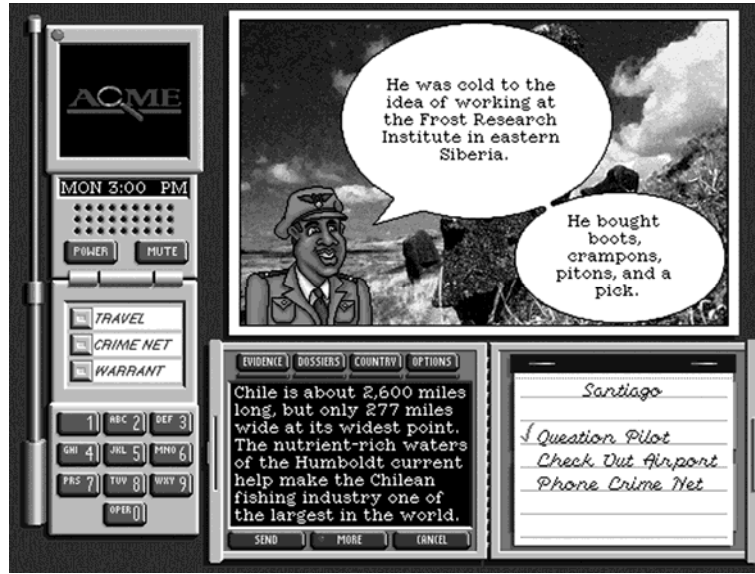 ACME
MON 3:00 PM
POWER
MUTE
TRAVEL
CRIME NET
WARRANT
1
ABC 2
DEF 3
GHI 4
JKL 5
MNO 6
PRS 7
TUV 8
WXY 9
OPER 0
He was cold to the
idea of working at
the Frost Research
Institute in eastern
Siberia.
He bought
boots,
crampons,
pitons, and a
pick.
EVIDENCE
DOSSIERS
COUNTRY
OPTIONS
Chile is about 2,600 miles
long, but only 277 miles
wide at its widest point.
The nutrient-rich waters
of the Humboldt current
help make the Chilean
fishing industry one of
the largest in the world.
SEND
MORE
CANCEL
Santiago
√ Question Pilot
Check Out Airport
Phone Crime Net